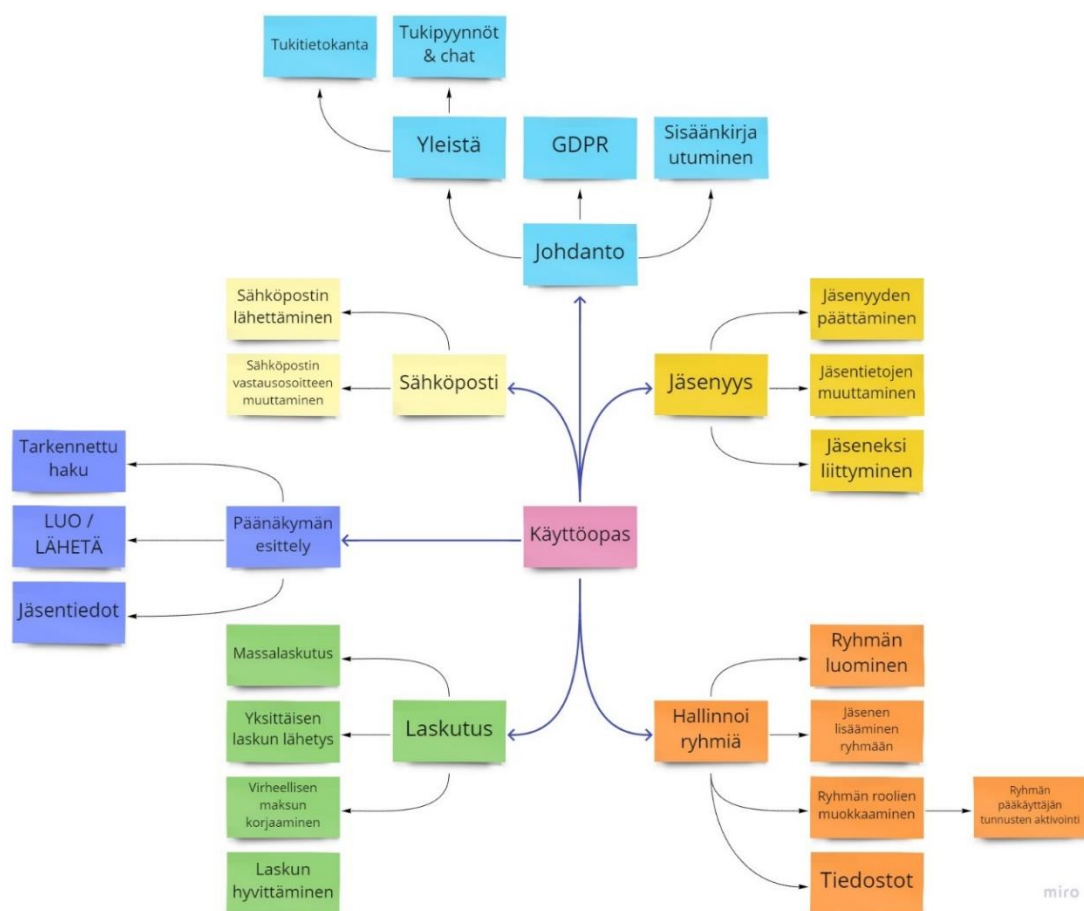 Tukitietokanta
Tukipyynnöt
& chat
Yleistä
GDPR
Sisäänkirja
utuminen
Johdanto
Sähköpostin
lähettäminen
Sähköpostin
vastausosoitteen
muuttaminen
Sähköposti
Jäsenyys
Jäsenyyden
päättäminen
Jäsentietojen
muuttaminen
Jäseneksi
liittyminen
Tarkennettu
haku
LUO /
LÄHETÄ
Jäsentiedot
Päänäkymän
esittely
Käyttöopas
Massalaskutus
Yksittäisen
laskun lähetys
Virheellisen
maksun
korjaaminen
Laskun
hyvittäminen
Laskutus
Hallinnoi
ryhmiä
Ryhmän
luominen
Jäsenen
lisääminen
ryhmään
Ryhmän roolien
muokkaaminen
Ryhmän
pääkäyttäjän
tunnusten aktivointi
Tiedostot
miro